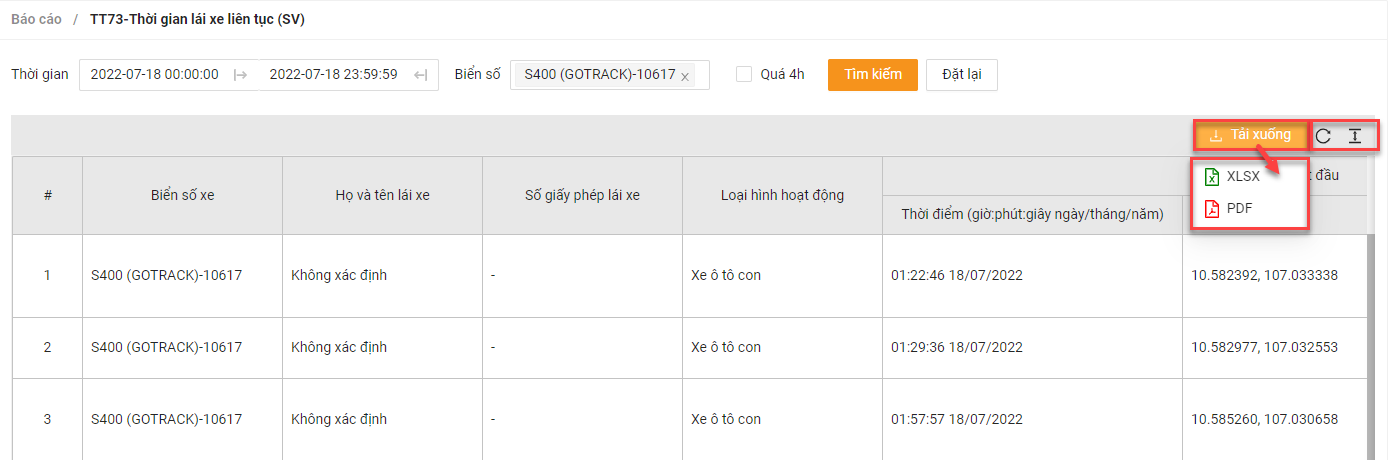 Báo cáo / TT73-Thời gian lái xe liên tục (SV)
Thời gian 2022-07-18 00:00:00 2022-07-18 23:59:59 Biển số S400 (GOTRACK)-10617 Quá 4h Tìm kiếm Đặt lại
Tải xuống
XLSX
PDF
# Biển số xe Họ và tên lái xe Số giấy phép lái xe Loại hình hoạt động đầu
Thời điểm (giờ:phút:giây ngày/tháng/năm)
1 S400 (GOTRACK)-10617 Không xác định - Xe ô tô con 01:22:46 18/07/2022 10.582392, 107.033338
2 S400 (GOTRACK)-10617 Không xác định - Xe ô tô con 01:29:36 18/07/2022 10.582977, 107.032553
3 S400 (GOTRACK)-10617 Không xác định - Xe ô tô con 01:57:57 18/07/2022 10.585260, 107.030658